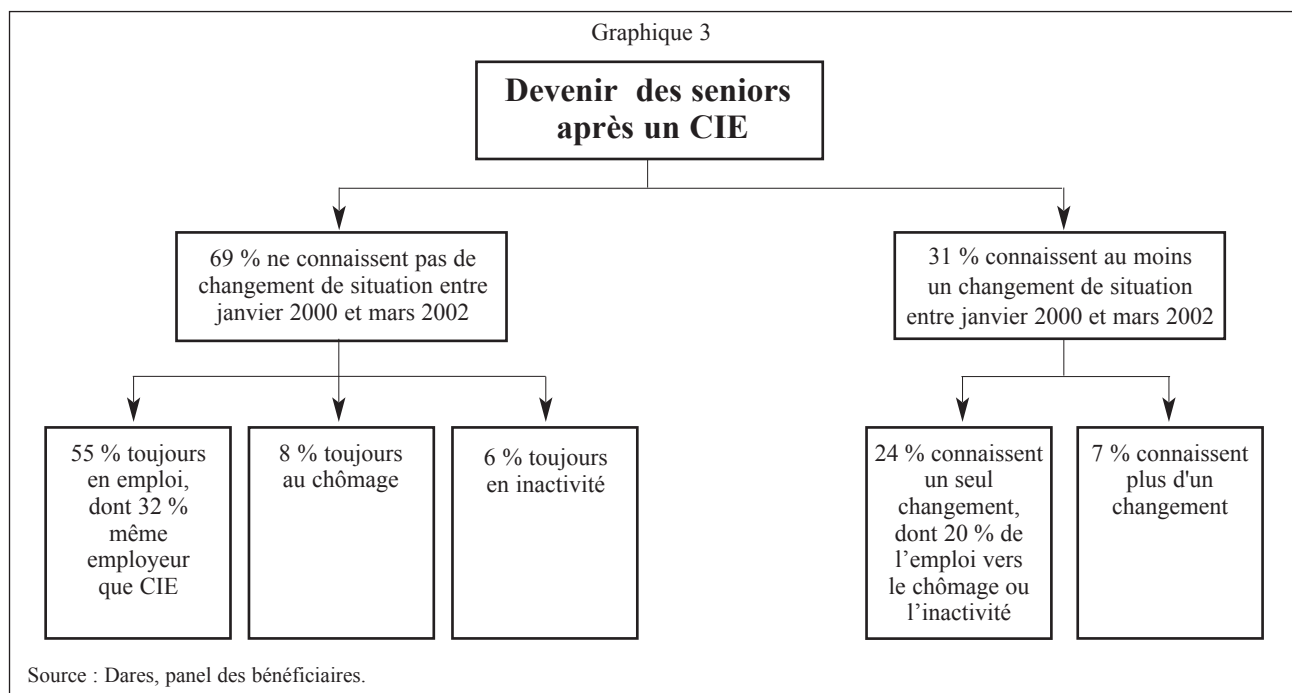 Graphique 3
Devenir des seniors
après un CIE
69 % ne connaissent pas de
changement de situation entre
janvier 2000 et mars 2002
31 % connaissent au moins
un changement de situation
entre janvier 2000 et mars 2002
55 % toujours
en emploi,
dont 32 %
même
employeur
que CIE
8 % toujours
au chômage
6 % toujours
en inactivité
24 % connaissent
un seul
changement,
dont 20 % de
l’emploi vers
le chômage ou
l’inactivité
7 % connaissent
plus d'un
changement
Source : Dares, panel des bénéficiaires.